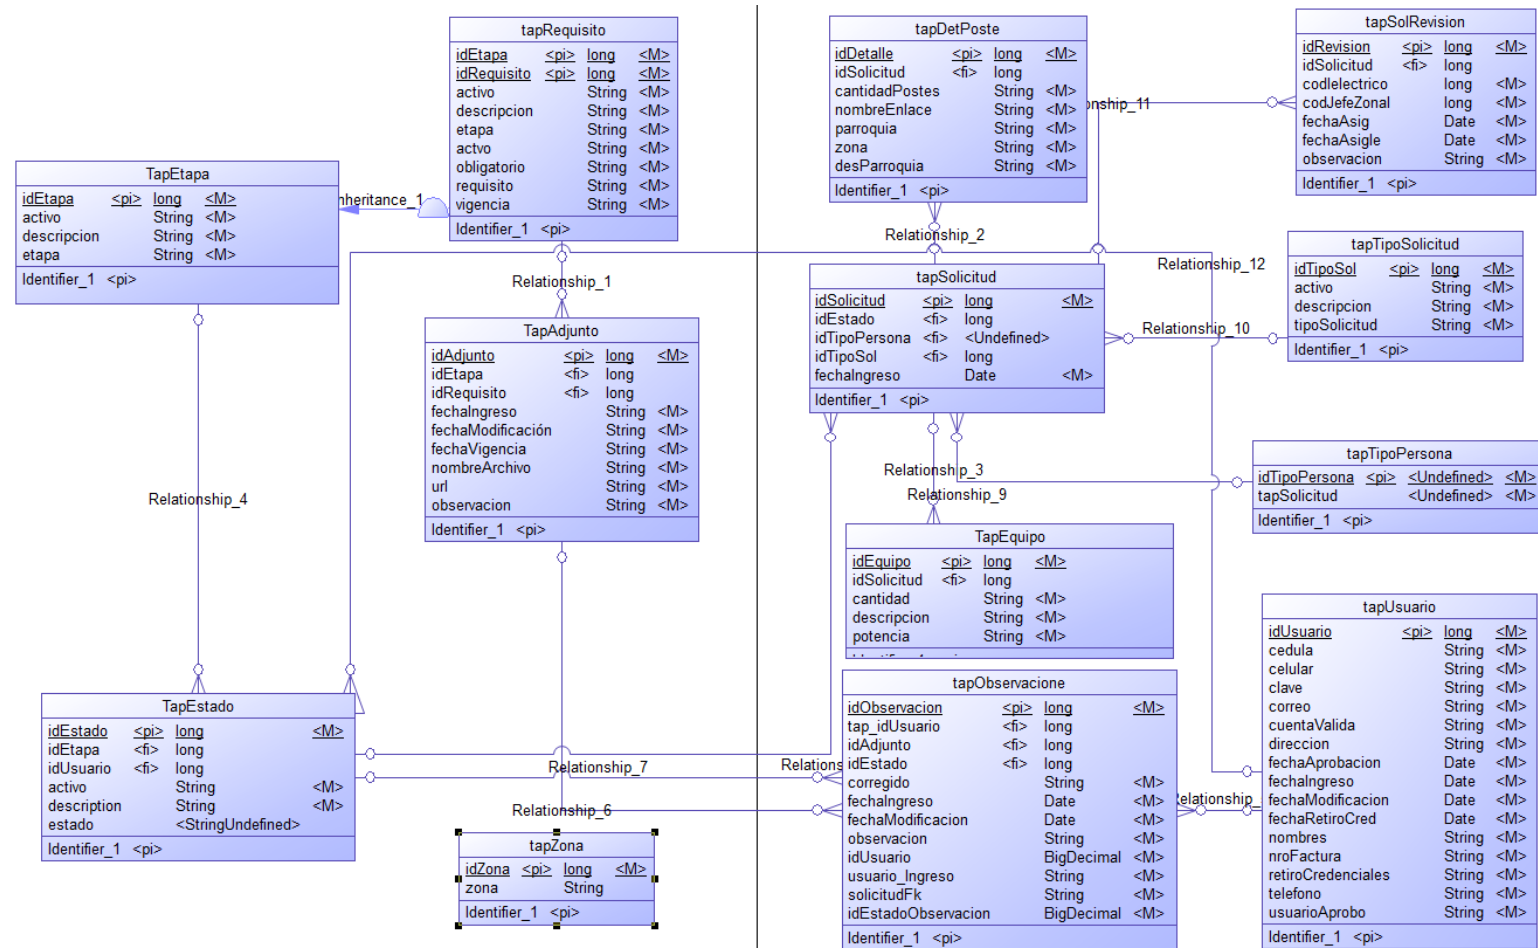 tapRequisito
idEtapa <pi> long <M>
idRequisito <pi> long <M>
activo String <M>
descripcion String <M>
etapa String <M>
actvo String <M>
obligatorio String <M>
requisito String <M>
vigencia String <M>
Identifier_1 <pi>
TapEtapa
idEtapa <pi> long <M>
activo String <M>
descripcion String <M>
etapa String <M>
Identifier_1 <pi>
nheritance_1
Relationship_1
TapAdjunto
idAdjunto <pi> long <M>
idEtapa <fi> long
idRequisito <fi> long
fechaIngreso String <M>
fechaModificación String <M>
fechaVigencia String <M>
nombreArchivo String <M>
url String <M>
observacion String <M>
Identifier_1 <pi>
Relationship_4
TapEstado
idEstado <pi> long <M>
idEtapa <fi> long
idUsuario <fi> long
activo String <M>
description String <M>
estado <StringUndefined>
Identifier_1 <pi>
Relationship_7
Relationship_6
tapZona
idZona <pi> long <M>
zona String
Identifier_1 <pi>
tapDetPoste
idDetalle <pi> long <M>
idSolicitud <fi> long
cantidadPostes String <M>
nombreEnlace String <M>
parroquia String <M>
zona String <M>
desParroquia String <M>
Identifier_1 <pi>
nship_11
tapSolRevision
idRevision <pi> long <M>
idSolicitud <fi> long
codIelectrico long <M>
codJefeZonal long <M>
fechaAsig Date <M>
fechaAsigIe Date <M>
observacion String <M>
Identifier_1 <pi>
Relationship_2
Relationship_12
tapSolicitud
idSolicitud <pi> long <M>
idEstado <fi> long
idTipoPersona <fi> <Undefined>
idTipoSol <fi> long
fechaIngreso Date <M>
Identifier_1 <pi>
Relationship_10
tapTipoSolicitud
idTipoSol <pi> long <M>
activo String <M>
descripcion String <M>
tipoSolicitud String <M>
Identifier_1 <pi>
Relationship_3
Relationship_9
tapTipoPersona
idTipoPersona <pi> <Undefined> <M>
tapSolicitud <Undefined> <M>
Identifier_1 <pi>
TapEquipo
idEquipo <pi> long <M>
idSolicitud <fi> long
cantidad String <M>
descripcion String <M>
potencia String <M>
tapObservacione
idObservacion <pi> long <M>
tap_idUsuario <fi> long
idAdjunto <fi> long
idEstado <fi> long
corregido String <M>
fechaIngreso Date <M>
fechaModificacion Date <M>
observacion String <M>
idUsuario BigDecimal <M>
usuario_Ingreso String <M>
solicitudFk String <M>
idEstadoObservacion BigDecimal <M>
Identifier_1 <pi>
Relations
Relationship_
tapUsuario
idUsuario <pi> long <M>
cedula String <M>
celular String <M>
clave String <M>
correo String <M>
cuentaValida String <M>
direccion String <M>
fechaAprobacion Date <M>
fechaIngreso Date <M>
fechaModificacion Date <M>
fechaRetiroCred Date <M>
nombres String <M>
nroFactura String <M>
retiroCredenciales String <M>
telefono String <M>
usuarioAprobo String <M>
Identifier_1 <pi>